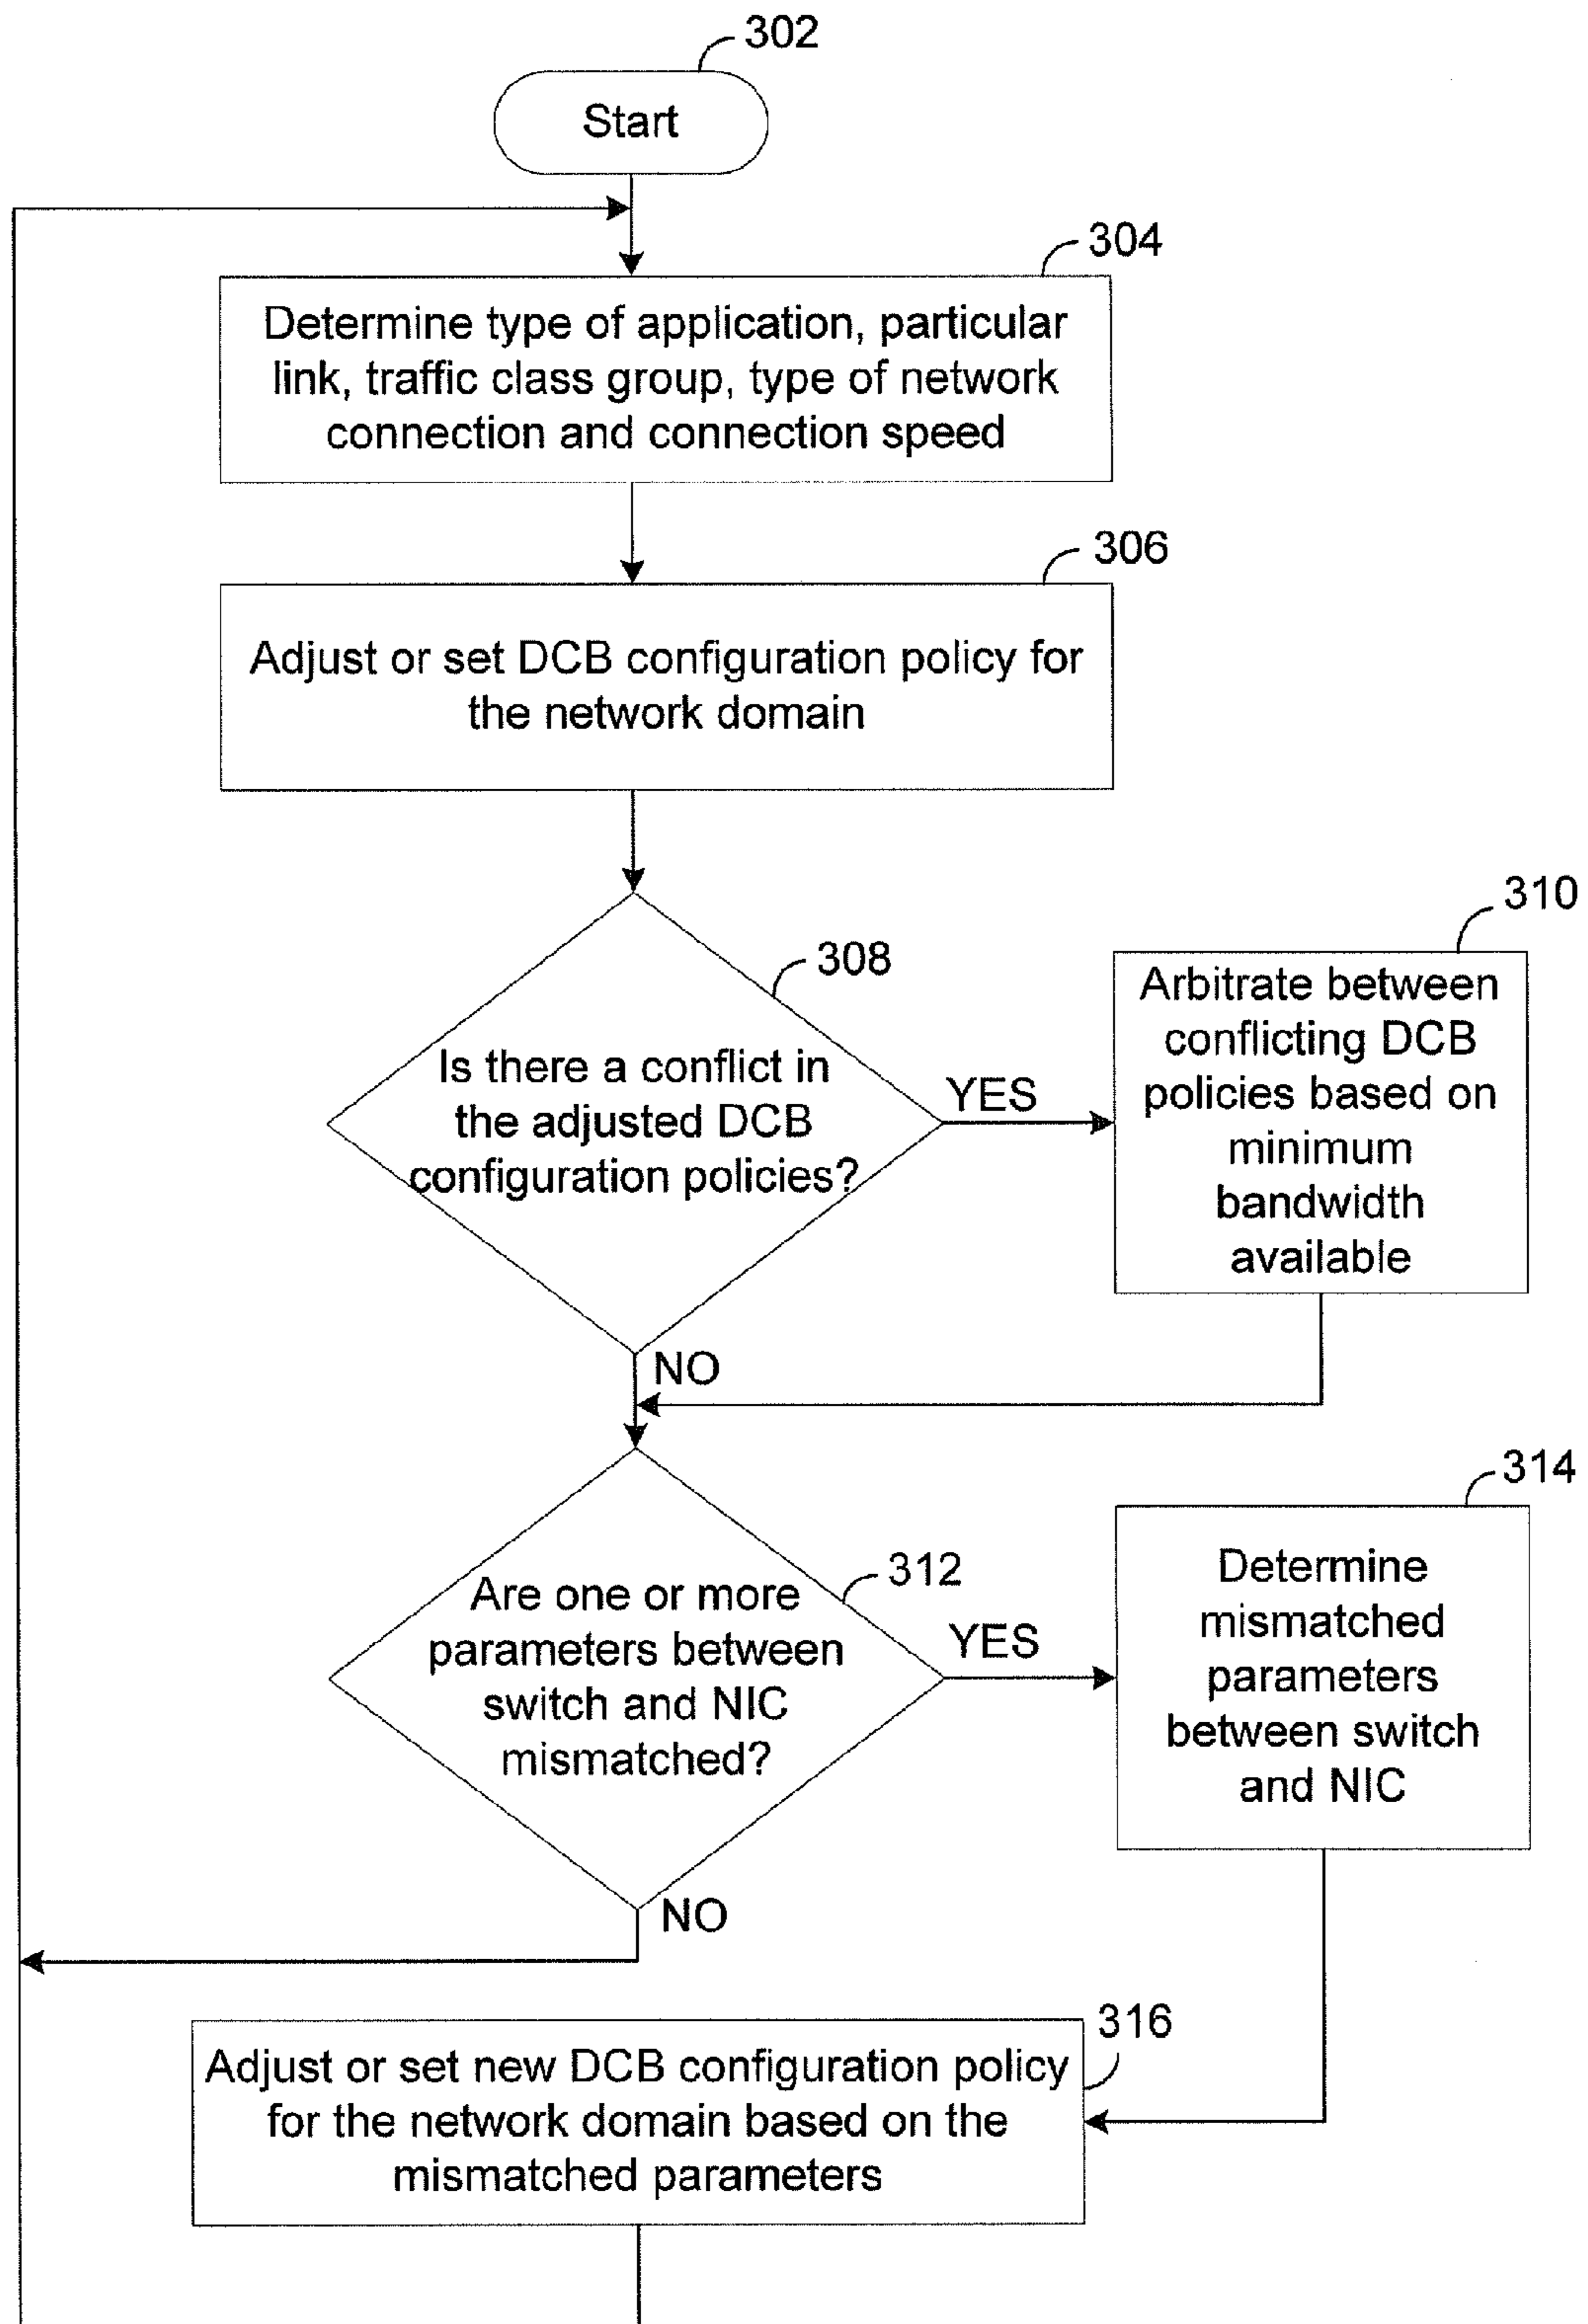 302
Start
304
Determine type of application, particular
link, traffic class group, type of network
connection and connection speed
306
Adjust or set DCB configuration policy for
the network domain
308
Is there a conflict in
the adjusted DCB
configuration policies?
YES
310
Arbitrate between
conflicting DCB
policies based on
minimum
bandwidth
available
NO
312
Are one or more
parameters between
switch and NIC
mismatched?
YES
314
Determine
mismatched
parameters
between switch
and NIC
NO
316
Adjust or set new DCB configuration policy
for the network domain based on the
mismatched parameters